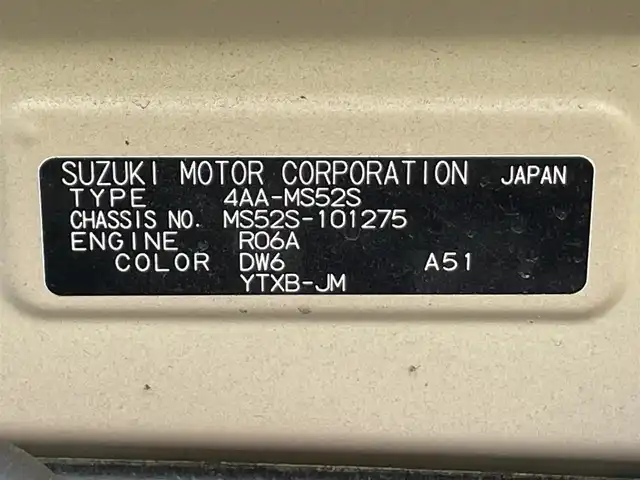 SUZUKI MOTOR CORPORATION JAPAN
TYPE 4AA-MS52S
CHASSIS NO. MS52S-101275
ENGINE R06A
COLOR DW6 A51
YTXB-JM